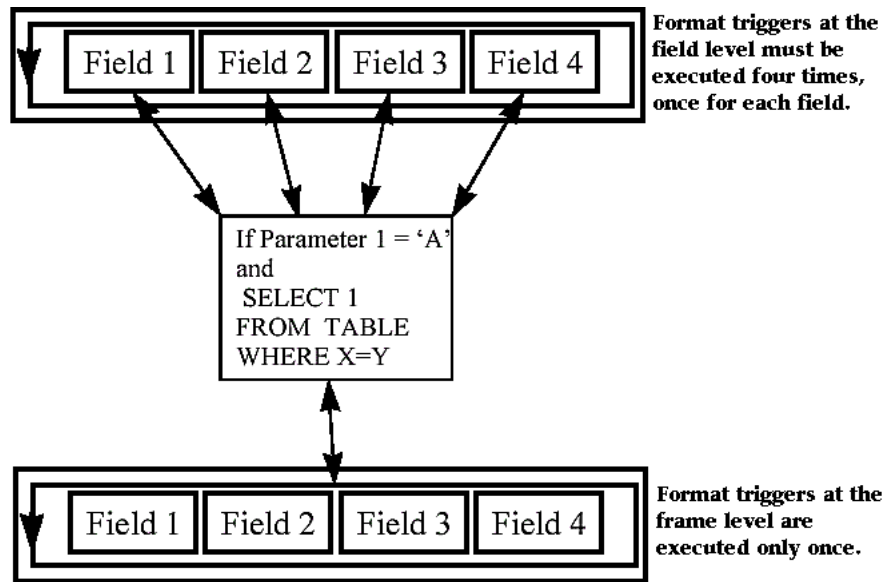 Field 1 Field 2 Field 3 Field 4
Format triggers at the
field level must be
executed four times,
once for each field.
If Parameter 1 = ‘A’
and
SELECT 1
FROM TABLE
WHERE X=Y
Field 1 Field 2 Field 3 Field 4
Format triggers at the
frame level are
executed only once.